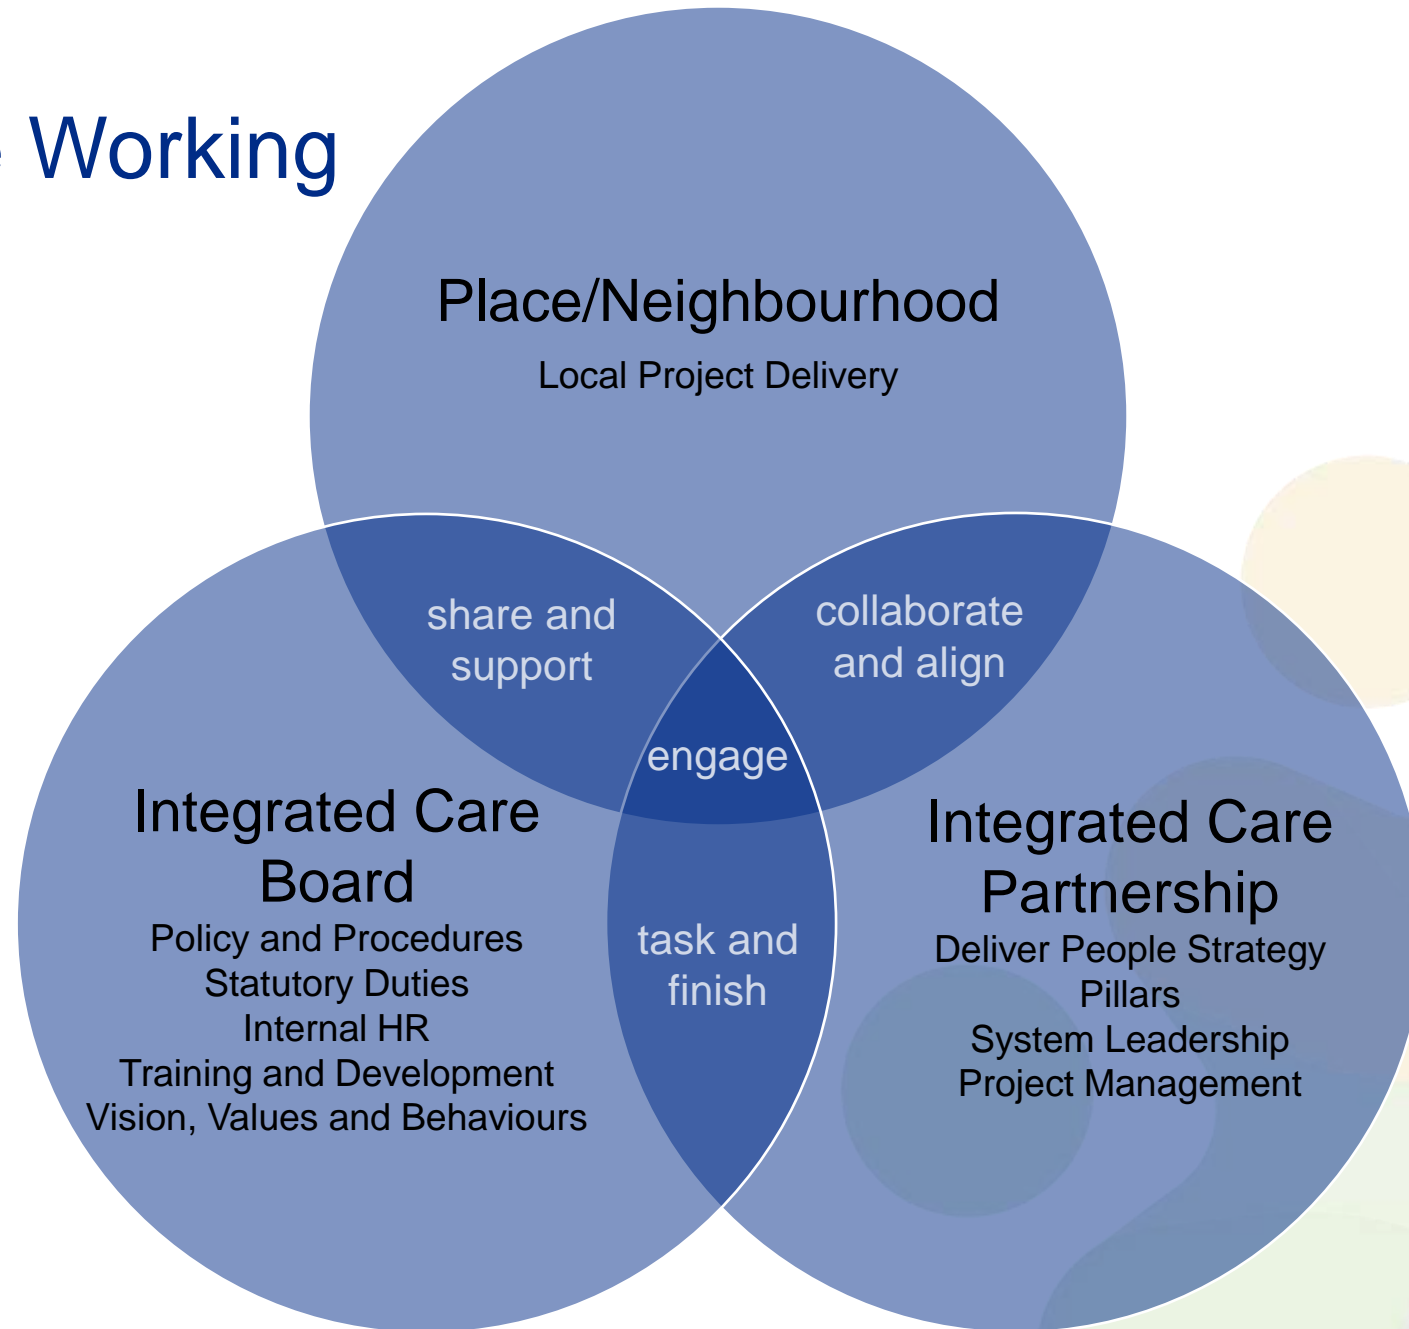 Working
Place/Neighbourhood
Local Project Delivery
share and
support
collaborate
and align
engage
Integrated Care
Board
Policy and Procedures
Statutory Duties
Internal HR
Training and Development
Vision, Values and Behaviours
task and
finish
Integrated Care
Partnership
Deliver People Strategy
Pillars
System Leadership
Project Management